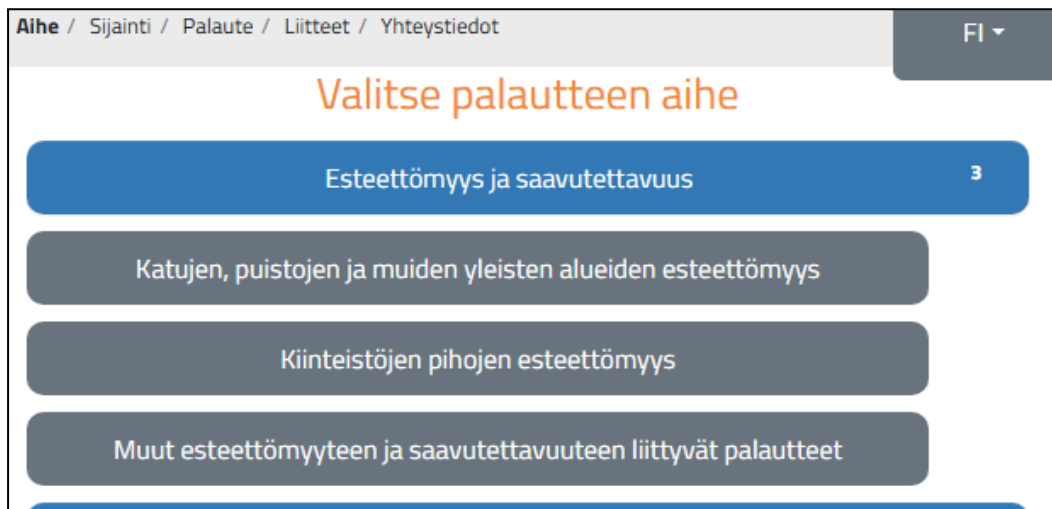 Aihe / Sijainti / Palaute / Liitteet / Yhteystiedot
FI
Valitse palautteen aihe
Esteettömyys ja saavutettavuus 3
Katujen, puistojen ja muiden yleisten alueiden esteettömyys
Kiinteistöjen pihojen esteettömyys
Muut esteettömyyteen ja saavutettavuuteen liittyvät palautteet